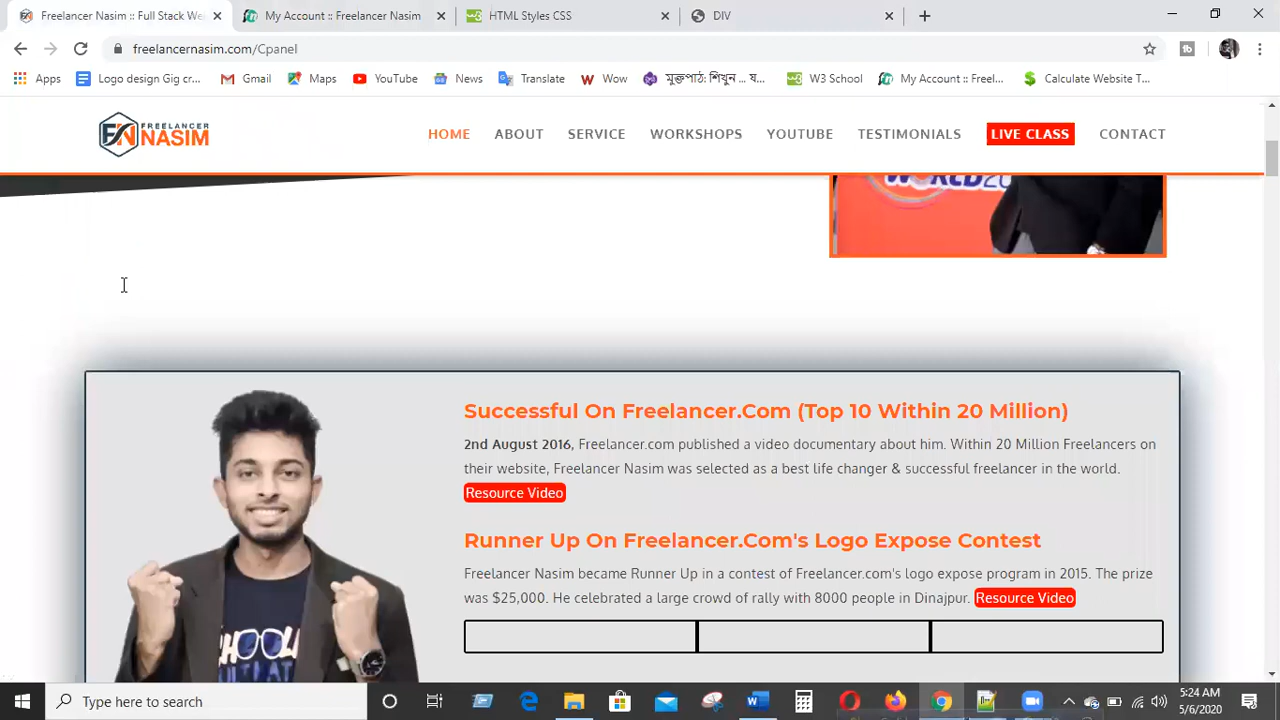 Freelancer Nasim :: Full Stack We
My Account :: Freelancer Nasim
HTML Styles CSS
DIV
freelancernasim.com/Cpanel
Apps
Logo design Gig cr...
Gmail
Maps
YouTube
News
Translate
Wow
মুক্তপাঠ: শিখুন ... য...
W3 School
My Account :: Freel...
Calculate Website T...
FREELANCER
NASIM
HOME
ABOUT
SERVICE
WORKSHOPS
YOUTUBE
TESTIMONIALS
LIVE CLASS
CONTACT
Successful On Freelancer.Com (Top 10 Within 20 Million)
2nd August 2016, Freelancer.com published a video documentary about him. Within 20 Million Freelancers on
their website, Freelancer Nasim was selected as a best life changer & successful freelancer in the world.
Resource Video
Runner Up On Freelancer.Com's Logo Expose Contest
Freelancer Nasim became Runner Up in a contest of Freelancer.com's logo expose program in 2015. The prize
was $25,000. He celebrated a large crowd of rally with 8000 people in Dinajpur. Resource Video
Type here to search
5:24 AM
5/6/2020